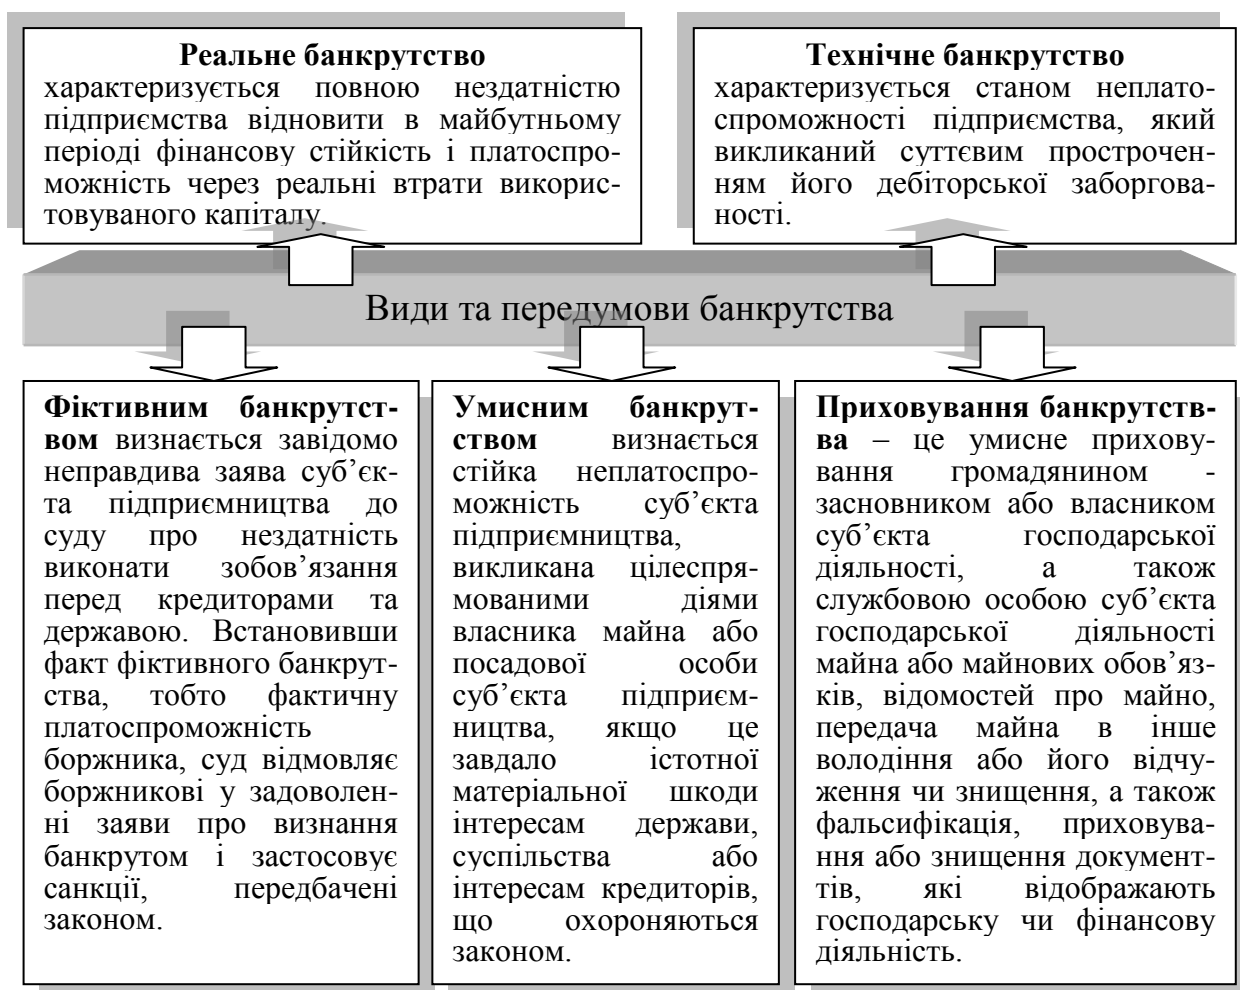 Реальне банкрутство
характеризується повною нездатністю
підприємства відновити в майбутньому
періоді фінансову стійкість і платоспро-
можність через реальні втрати викорис-
товуваного капіталу.
Технічне банкрутство
характеризується станом неплато-
спроможності підприємства, який
викликаний суттєвим прострочен-
ням його дебіторської заборгова-
ності.
Види та передумови банкрутства
Фіктивним банкрутст-
вом визнається завідомо
неправдива заява суб’єк-
та підприємництва до
суду про нездатність
виконати зобов’язання
перед кредиторами та
державою. Встановивши
факт фіктивного банкрут-
ства, тобто фактичну
платоспроможність
боржника, суд відмовляє
боржникові у задоволен-
ні заяви про визнання
банкрутом і застосовує
санкції, передбачені
законом.
Умисним банкрут-
ством визнається
стійка неплатоспро-
можність суб’єкта
підприємництва,
викликана цілеспря-
мованими діями
власника майна або
посадової особи
суб’єкта підприєм-
ництва, якщо це
завдало істотної
матеріальної шкоди
інтересам держави,
суспільства або
інтересам кредиторів,
що охороняються
законом.
Приховування банкрутств-
ва – це умисне прихову-
вання громадянином -
засновником або власником
суб’єкта господарської
діяльності, а також
службовою особою суб’єкта
господарської діяльності
майна або майнових обов’яз-
ків, відомостей про майно,
передача майна в інше
володіння або його відчу-
ження чи знищення, а також
фальсифікація, приховува-
ння або знищення документ-
тів, які відображають
господарську чи фінансову
діяльність.